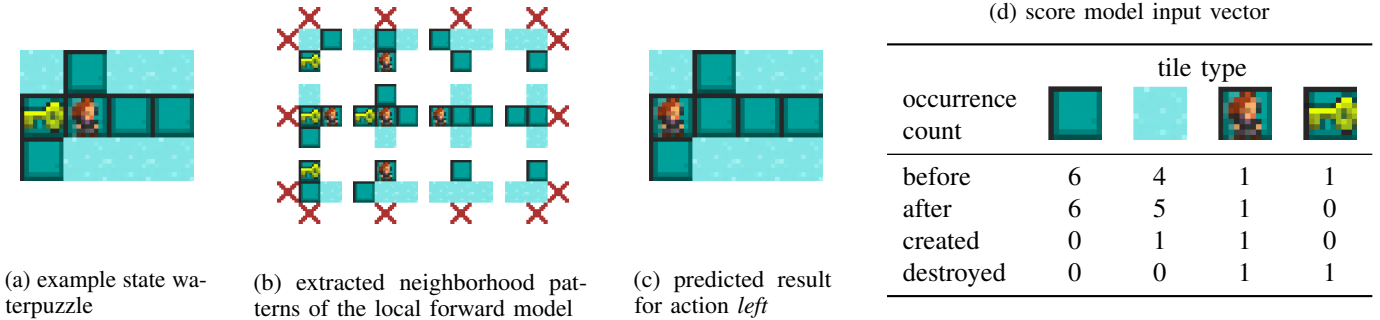 (d) score model input vector
tile type
occurrence
count
before 6 4 1 1
after 6 5 1 0
created 0 1 1 0
destroyed 0 0 1 1
(a) example state wa-
terpuzzle
(b) extracted neighborhood pat-
terns of the local forward model
(c) predicted result
for action left